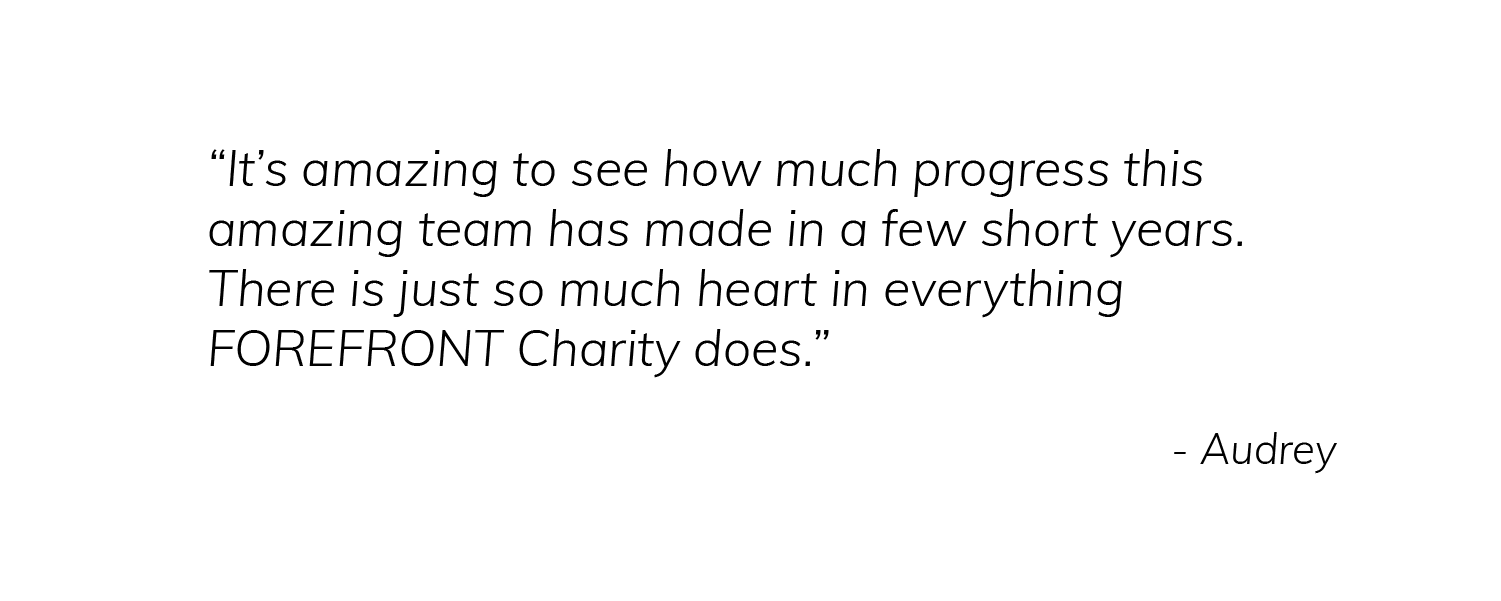 “It’s amazing to see how much progress this
amazing team has made in a few short years.
There is just so much heart in everything
FOREFRONT Charity does.”
- Audrey